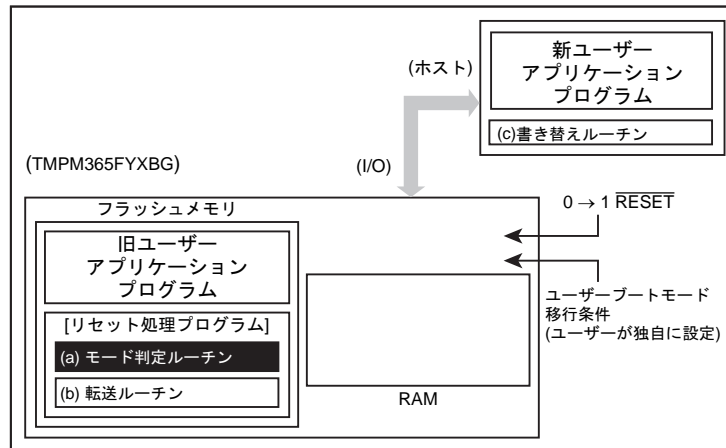 新ユーザー
アプリケーション
プログラム
(ホスト)
(c)書き替えルーチン
(TMPM365FYXBG)
(I/O)
フラッシュメモリ
0 → 1 RESET
旧ユーザー
アプリケーション
プログラム
ユーザーブートモード
移行条件
(ユーザーが独自に設定)
[リセット処理プログラム]
(a) モード判定ルーチン
(b) 転送ルーチン
RAM